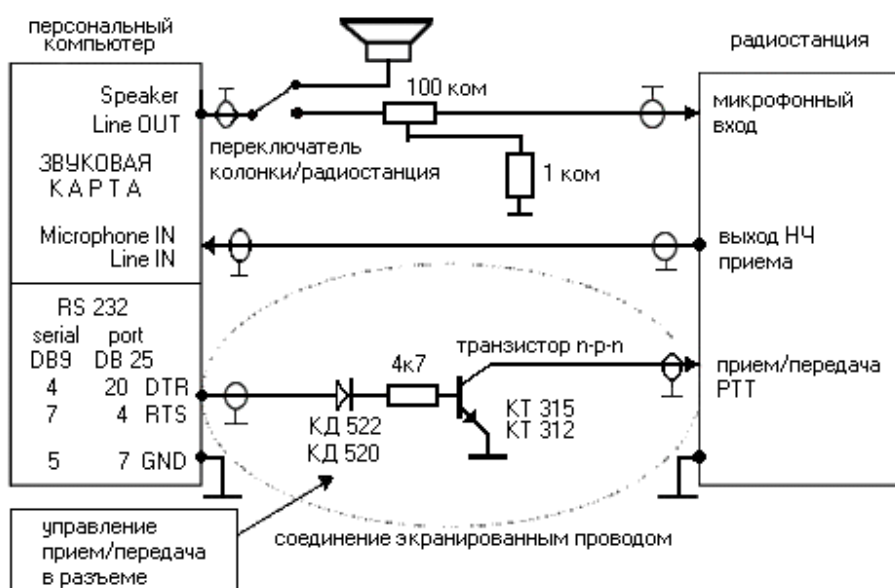 персональный
компьютер
радиостанция
Speaker
Line OUT
100 ком
микрофонный
вход
переключатель
колонки/радиостанция
ЗВУКОВАЯ
КАРТА
1 ком
Microphone IN
Line IN
выход НЧ
приема
RS 232
serial port
DB9 DB 25
4 20 DTR
7 4 RTS
5 7 GND
4к7
транзистор n-p-n
прием/передача
РТТ
КД 522
КД 520
КТ 315
КТ 312
управление
прием/передача
в разъеме
соединение экранированным проводом